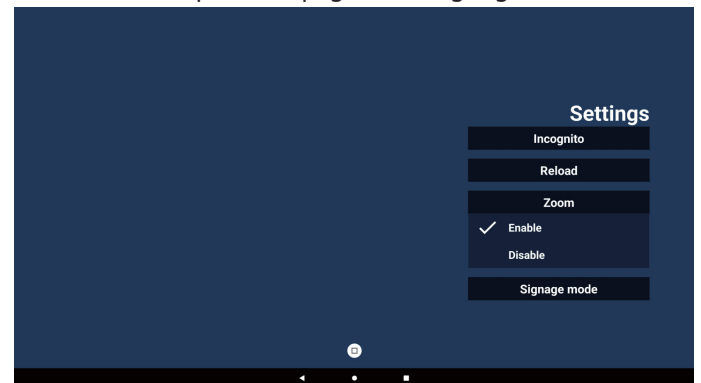 Settings
Incognito
Reload
Zoom
Enable
Disable
Signage mode